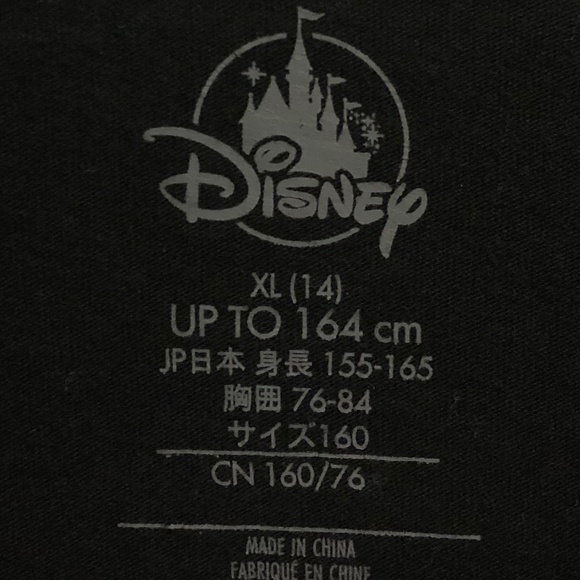 Disney
XL (14)
UP TO 164 cm
JP日本 身長 155-165
胸囲 76-84
サイズ160
CN 160/76
MADE IN CHINA
FABRIQUÉ EN CHINE